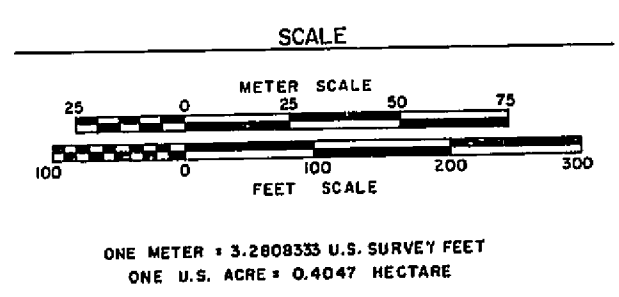 SCALE
METER SCALE
25 0 25 50 75
100 0 100 200 300
FEET SCALE
ONE METER = 3.2808333 U.S. SURVEY FEET
ONE U.S. ACRE = 0.4047 HECTARE